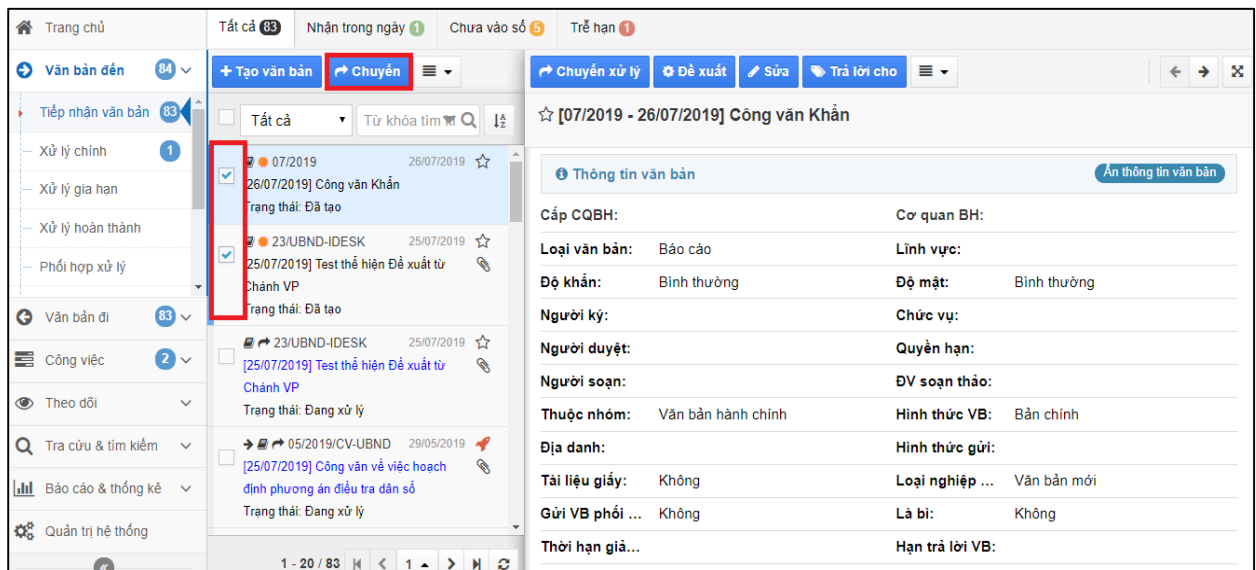 Trang chủ
Văn bản đến 84
Tiếp nhận văn bản 83
Xử lý chính 1
Xử lý gia hạn
Xử lý hoàn thành
Phối hợp xử lý
Văn bản đi 83
Công việc 2
Theo dõi
Tra cứu & tìm kiếm
Báo cáo & thống kê
Quản trị hệ thống
Tất cả 83 Nhận trong ngày 1 Chưa vào sổ 5 Trễ hạn 1
+ Tạo văn bản Chuyển
Tất cả Từ khóa tìm
07/2019 26/07/2019
[26/07/2019] Công văn Khẩn
Trạng thái: Đã tạo
23/UBND-IDESK 25/07/2019
[25/07/2019] Test thể hiện Đề xuất từ
Chánh VP
Trạng thái: Đã tạo
23/UBND-IDESK 25/07/2019
[25/07/2019] Test thể hiện Đề xuất từ
Chánh VP
Trạng thái: Đang xử lý
05/2019/CV-UBND 29/05/2019
[25/07/2019] Công văn về việc hoạch
định phương án điều tra dân số
Trạng thái: Đang xử lý
1 - 20 / 83 1
Chuyển xử lý Đề xuất Sửa Trả lời cho
[07/2019 - 26/07/2019] Công văn Khẩn
Thông tin văn bản Ẩn thông tin văn bản
Cấp CQBH: Cơ quan BH:
Loại văn bản: Báo cáo Lĩnh vực:
Độ khẩn: Bình thường Độ mật: Bình thường
Người ký: Chức vụ:
Người duyệt: Quyền hạn:
Người soạn: ĐV soạn thảo:
Thuộc nhóm: Văn bản hành chính Hình thức VB: Bản chính
Địa danh: Hình thức gửi:
Tài liệu giấy: Không Loại nghiệp ... Văn bản mới
Gửi VB phối ... Không Là bì: Không
Thời hạn giả... Hạn trả lời VB: